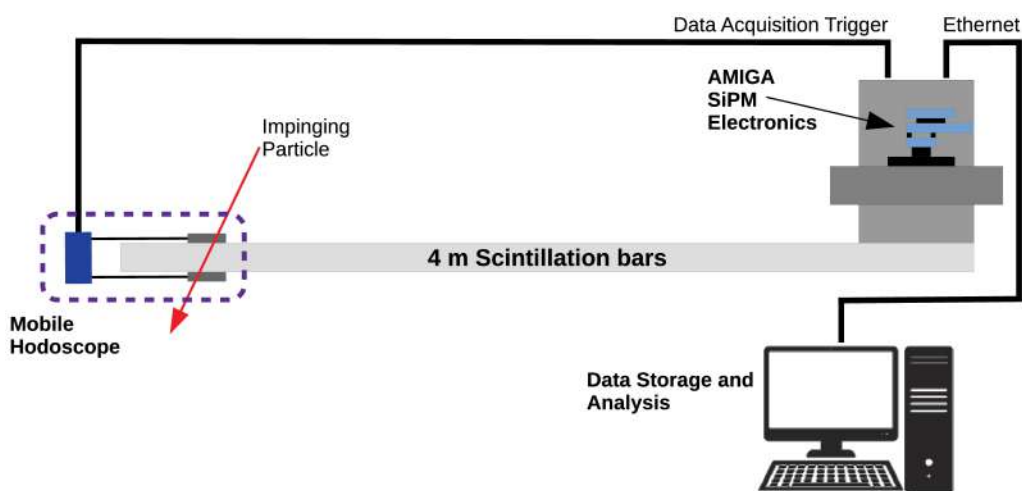 Data Acquisition Trigger
Ethernet
AMIGA
SiPM
Electronics
Impinging
Particle
4 m Scintillation bars
Mobile
Hodoscope
Data Storage and
Analysis